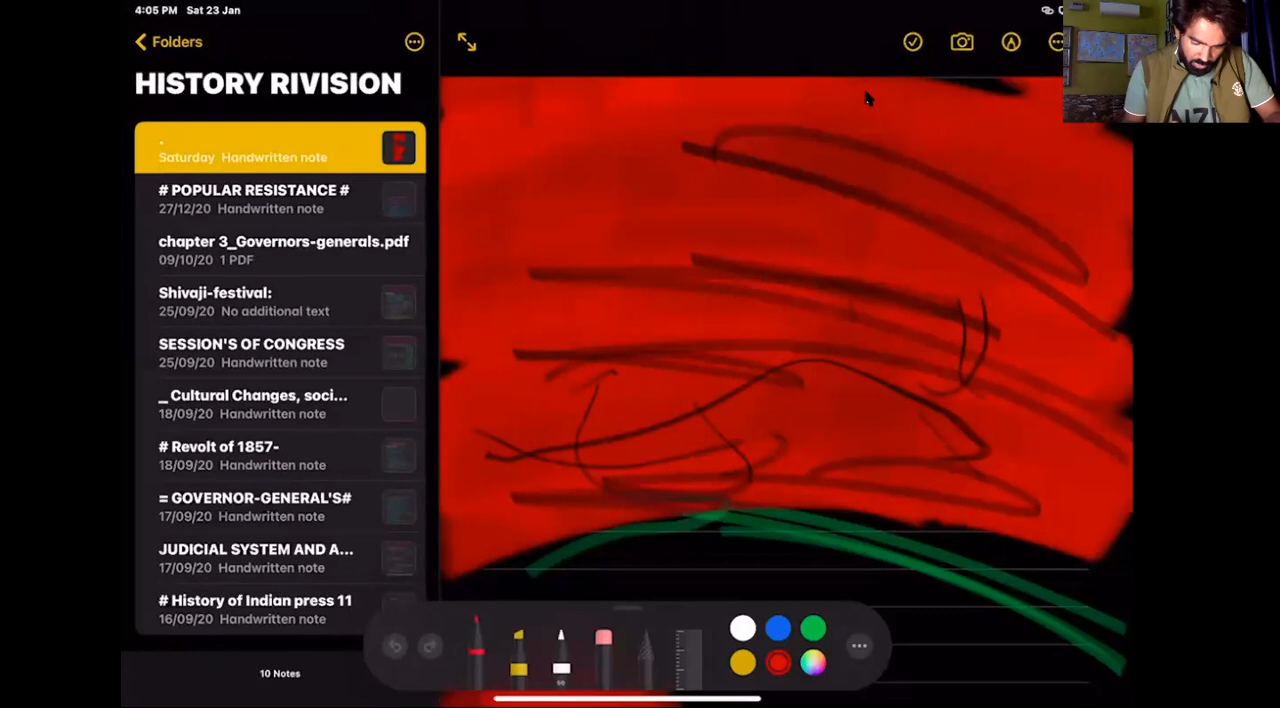 4:05 PM Sat 23 Jan
Folders
HISTORY RIVISION
.
Saturday Handwritten note
# POPULAR RESISTANCE #
27/12/20 Handwritten note
chapter 3_Governors-generals.pdf
09/10/20 1 PDF
Shivaji-festival:
25/09/20 No additional text
SESSION'S OF CONGRESS
25/09/20 Handwritten note
_ Cultural Changes, soci...
18/09/20 Handwritten note
# Revolt of 1857-
18/09/20 Handwritten note
= GOVERNOR-GENERAL'S#
17/09/20 Handwritten note
JUDICIAL SYSTEM AND A...
17/09/20 Handwritten note
# History of Indian press 11
16/09/20 Handwritten note
10 Notes